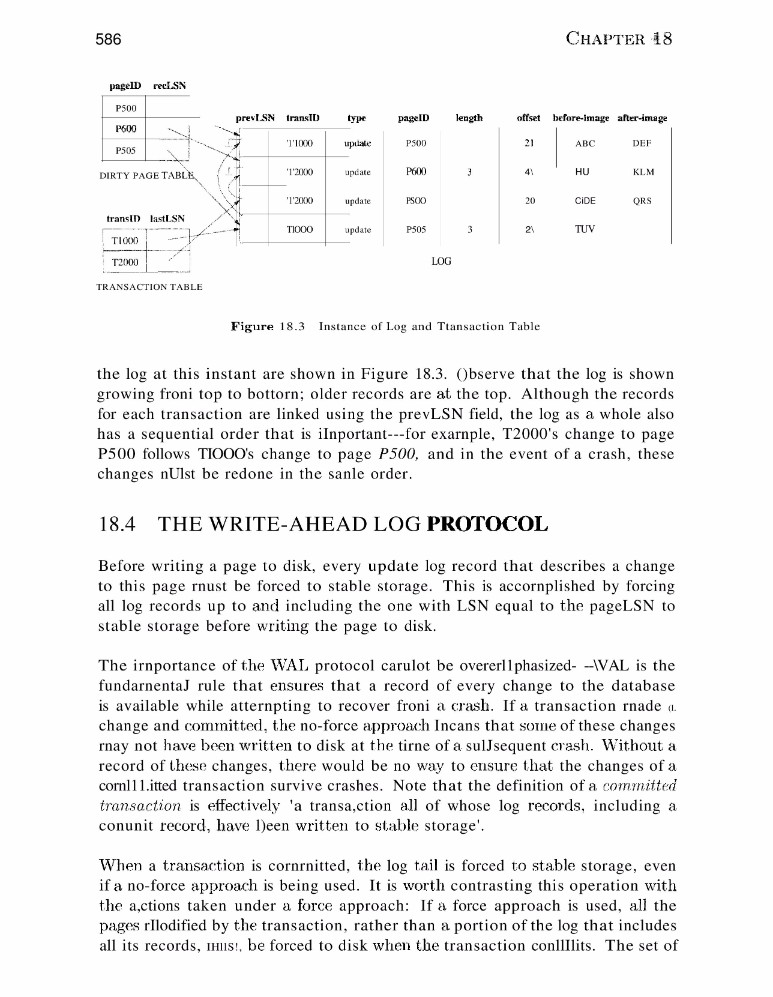 586 CHAPTER 18
pageID recLSN
P500
P600
P505
DIRTY PAGE TABLE
transID lastLSN
T1000
T2000
TRANSACTION TABLE
prevLSN transID type pageID length offset before-image after-image
T1000 update P500 21 ABC DEF
T2000 update P600 3 4\ HU KLM
T2000 update PSOO 20 CiDE QRS
TIOOO update P505 3 2\ TUV
LOG
Figure 18.3 Instance of Log and Ttansaction Table
the log at this instant are shown in Figure 18.3. ()bserve that the log is shown
growing froni top to bottorn; older records are at the top. Although the records
for each transaction are linked using the prevLSN field, the log as a whole also
has a sequential order that is iInportant---for exarnple, T2000's change to page
P500 follows TIOOO's change to page P500, and in the event of a crash, these
changes nUlst be redone in the sanle order.
18.4 THE WRITE-AHEAD LOG PROTOCOL
Before writing a page to disk, every update log record that describes a change
to this page rnust be forced to stable storage. This is accornplished by forcing
all log records up to and including the one with LSN equal to the pageLSN to
stable storage before writing the page to disk.
The irnportance of the WAL protocol carulot be overerllphasized- --\VAL is the
fundarnentaJ rule that ensures that a record of every change to the database
is available while atternpting to recover froni a crash. If a transaction rnade a
change and committed, the no-force approach Incans that some of these changes
rnay not have been written to disk at the tirne of a sulJsequent crash. Without a
record of these changes, there would be no way to ensure that the changes of a
comll1.itted transaction survive crashes. Note that the definition of a committed
transaction is effectively 'a transa,ction all of whose log records, including a
conunit record, have l)een written to stable storage'.
When a transaction is cornrnitted, the log tail is forced to stable storage, even
if a no-force approach is being used. It is worth contrasting this operation with
the a,ctions taken under a force approach: If a force approach is used, all the
pages rIlodified by the transaction, rather than a portion of the log that includes
all its records, be forced to disk when the transaction conllIlits. The set of